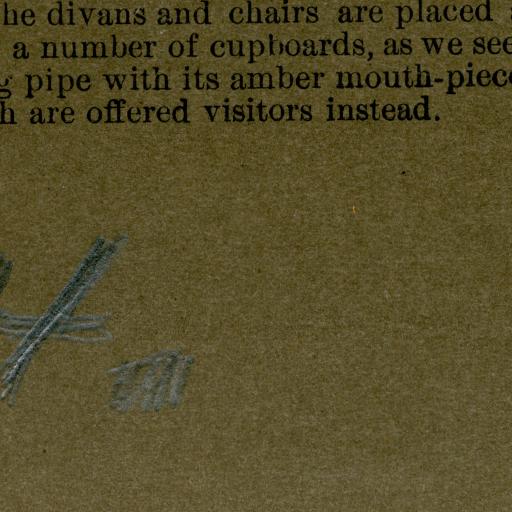 he divans and chairs are placed
a number of cupboards, as we see
pipe with its amber mouth-piece
h are offered visitors instead.